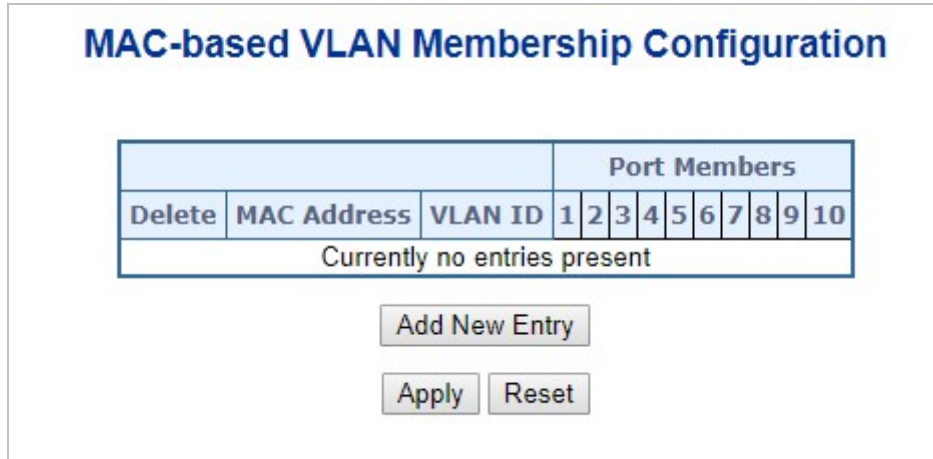 MAC-based VLAN Membership Configuration
Port Members
Delete MAC Address VLAN ID 1 2 3 4 5 6 7 8 9 10
Currently no entries present
Add New Entry
Apply Reset